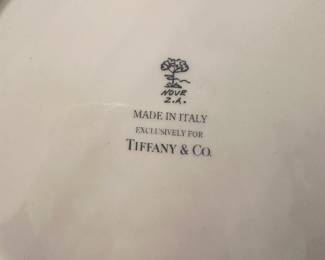 NOVE
Z.A.
MADE IN ITALY
EXCLUSIVELY FOR
TIFFANY & CO.